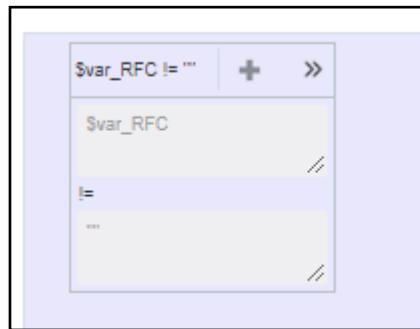 $var_RFC != ""
$var_RFC
!=
""